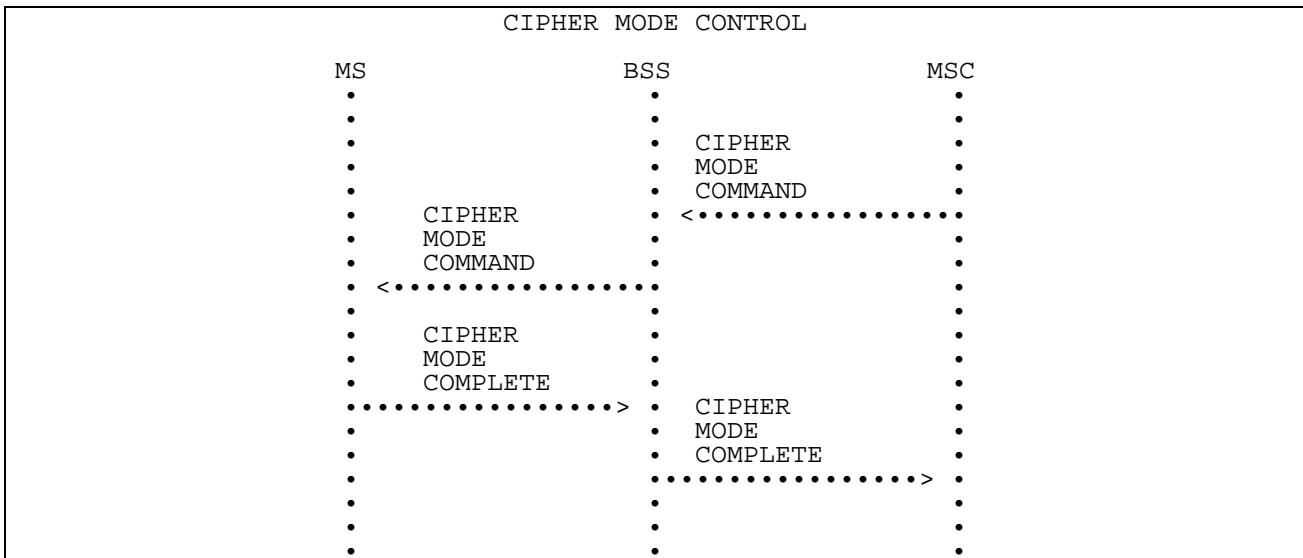 CIPHER MODE CONTROL
MS BSS MSC
CIPHER
MODE
COMMAND
CIPHER
MODE
COMMAND
CIPHER
MODE
COMPLETE
CIPHER
MODE
COMPLETE